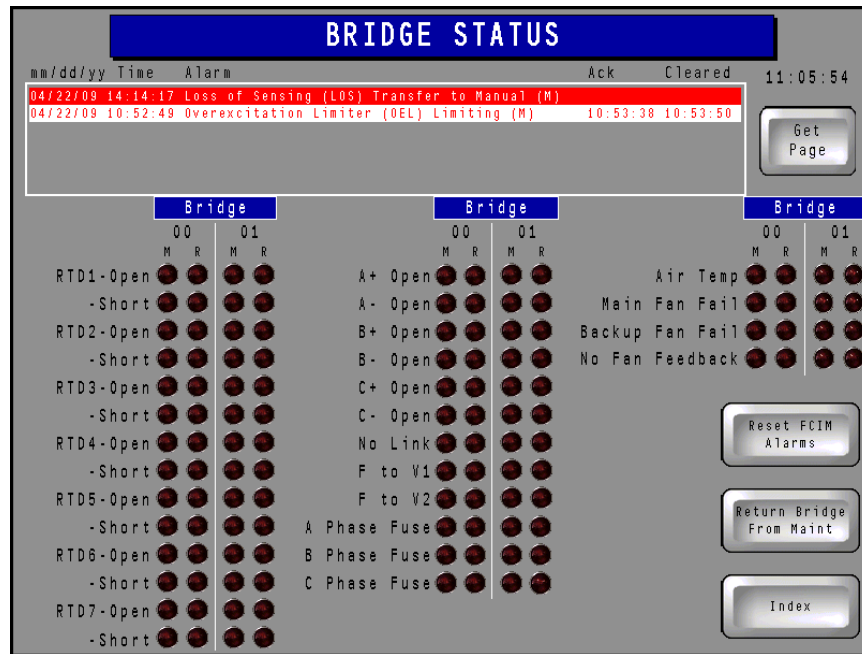 BRIDGE STATUS
mm/dd/yy Time Alarm Ack Cleared 11:05:54
04/22/09 14:14:17 Loss of Sensing (LOS) Transfer to Manual (M)
04/22/09 10:52:49 Overexcitation Limiter (OEL) Limiting (M) 10:53:38 10:53:50
Get
Page
Bridge Bridge Bridge
00 01 00 01 00 01
M R M R M R M R M R M R
RTD1-Open A+ Open Air Temp
-Short A- Open Main Fan Fail
RTD2-Open B+ Open Backup Fan Fail
-Short B- Open No Fan Feedback
RTD3-Open C+ Open
-Short C- Open
RTD4-Open No Link
-Short F to V1
RTD5-Open F to V2
-Short A Phase Fuse
RTD6-Open B Phase Fuse
-Short C Phase Fuse
RTD7-Open
-Short
Reset FCIM
Alarms
Return Bridge
From Maint
Index